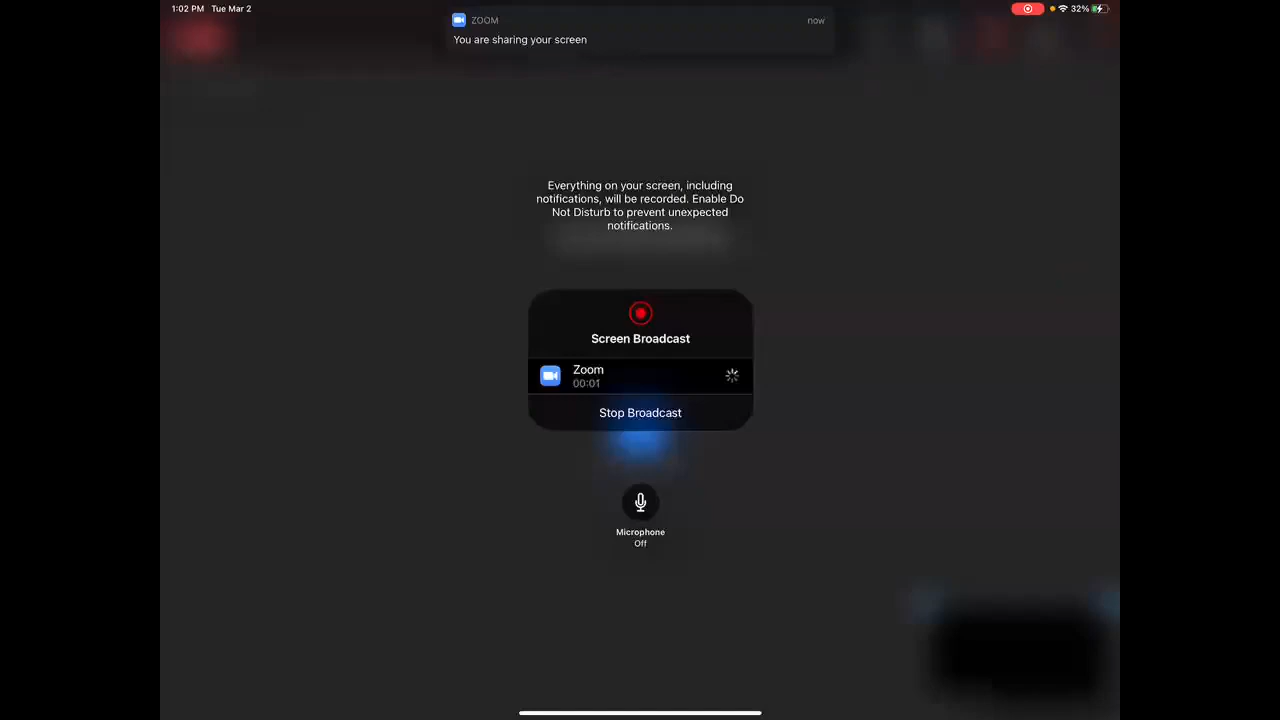 1:02 PM Tue Mar 2
32%
ZOOM
now
You are sharing your screen
Everything on your screen, including
notifications, will be recorded. Enable Do
Not Disturb to prevent unexpected
notifications.
Screen Broadcast
Zoom
00:01
Stop Broadcast
Microphone
Off